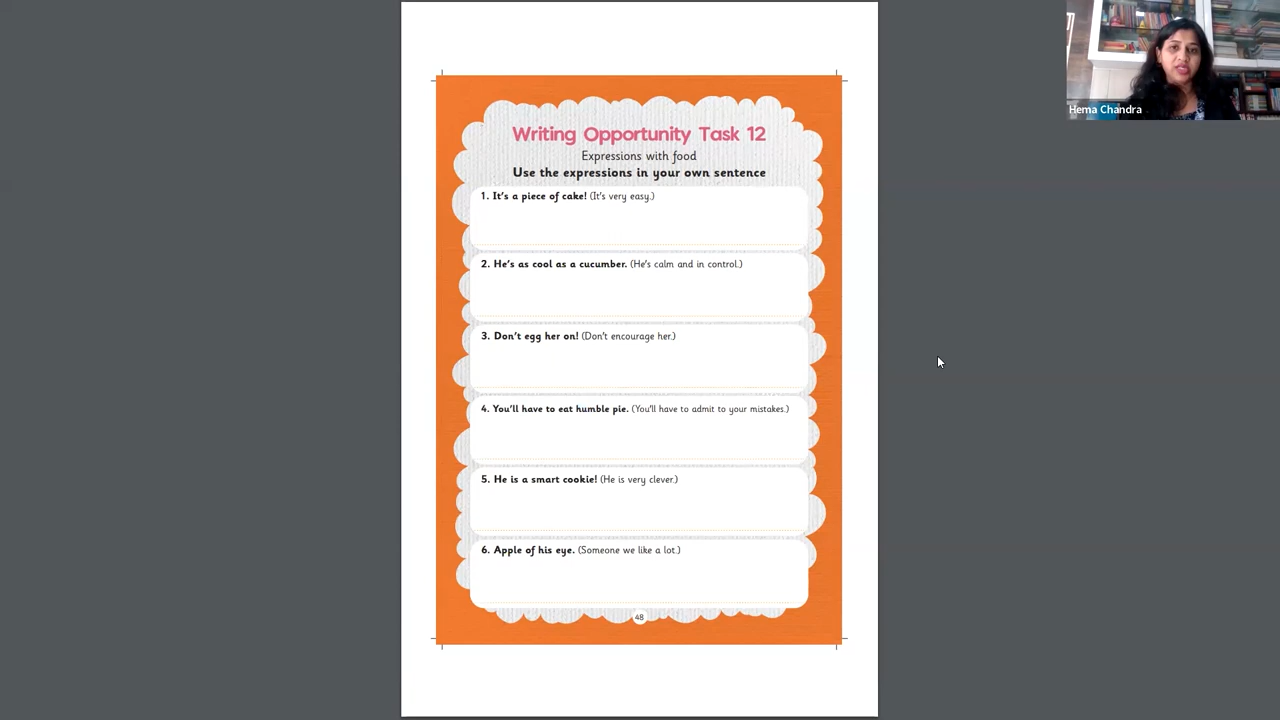 Hema Chandra
Writing Opportunity Task 12
Expressions with food
Use the expressions in your own sentence
1. It's a piece of cake! (It's very easy.)
2. He's as cool as a cucumber. (He's calm and in control.)
3. Don't egg her on! (Don't encourage her.)
4. You'll have to eat humble pie. (You'll have to admit to your mistakes.)
5. He is a smart cookie! (He is very clever.)
6. Apple of his eye. (Someone we like a lot.)
48